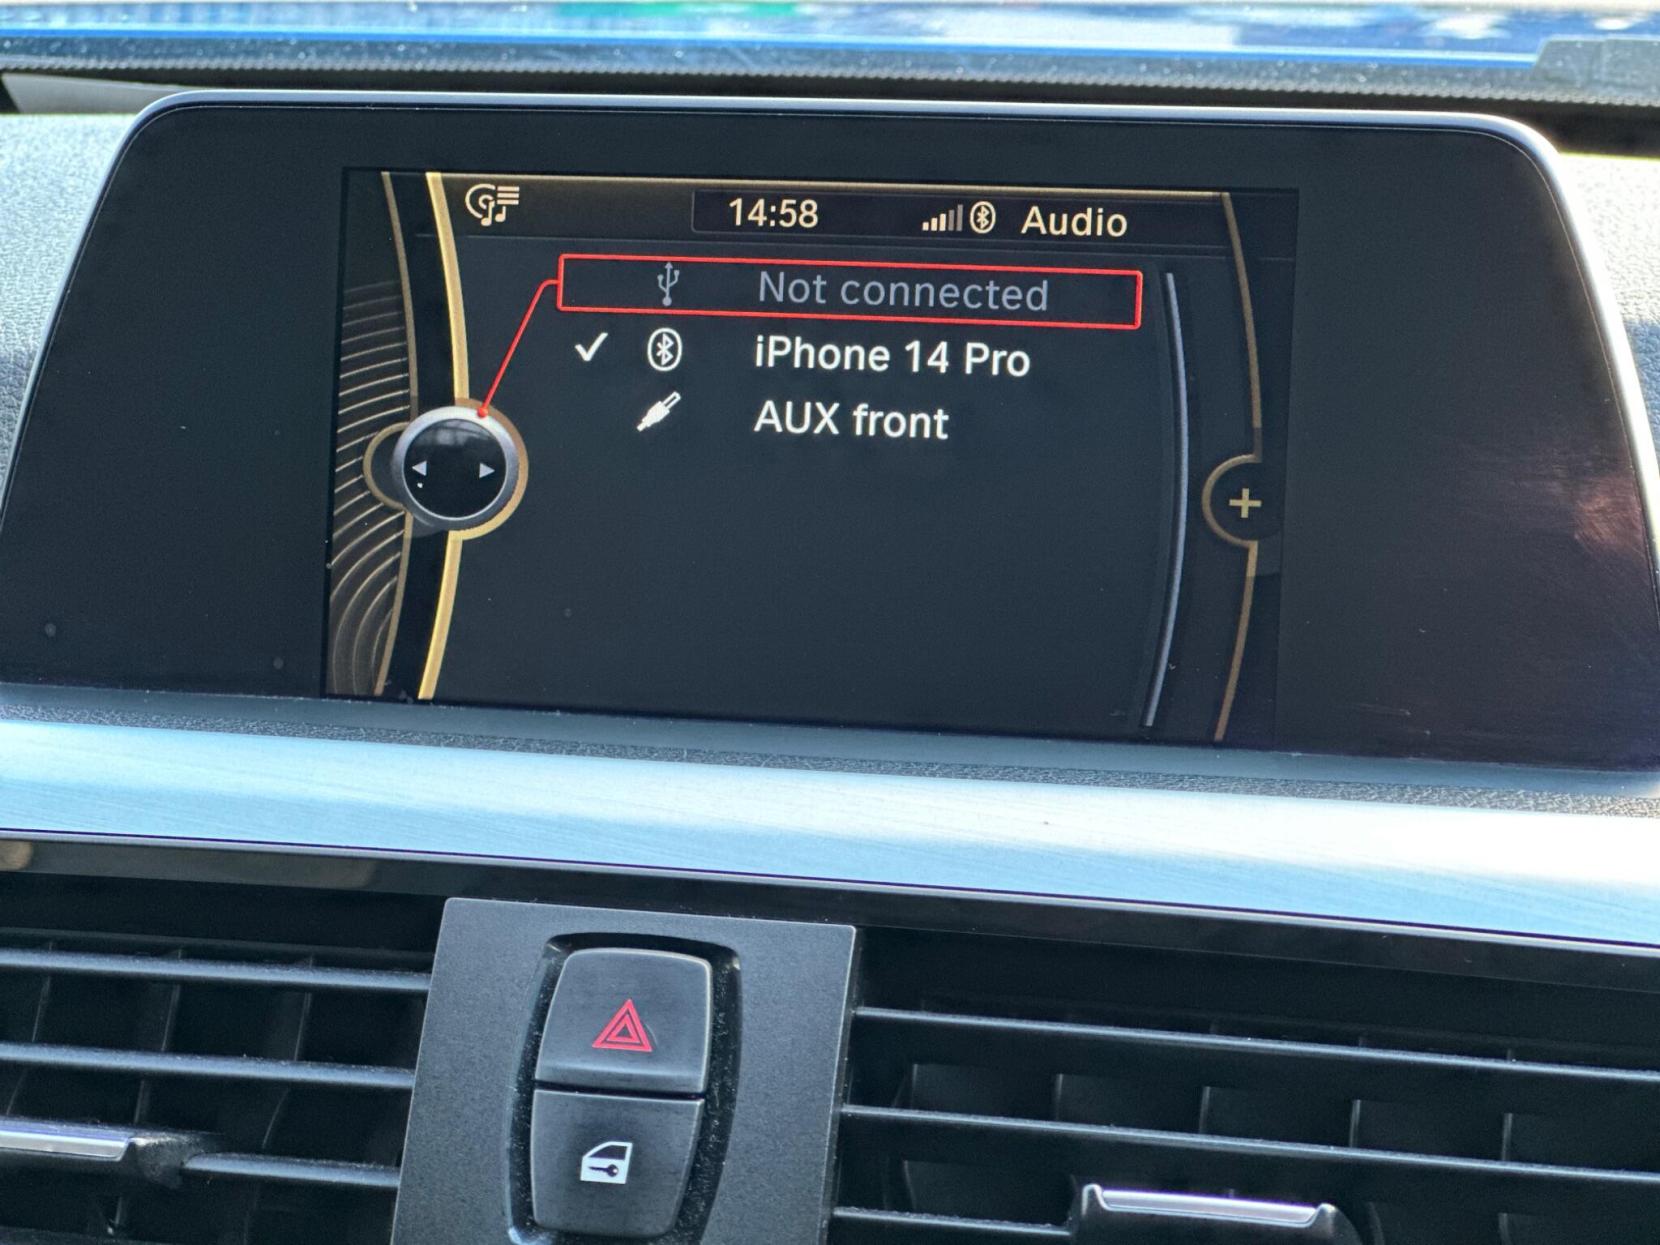 14:58 Audio
Not connected
iPhone 14 Pro
AUX front